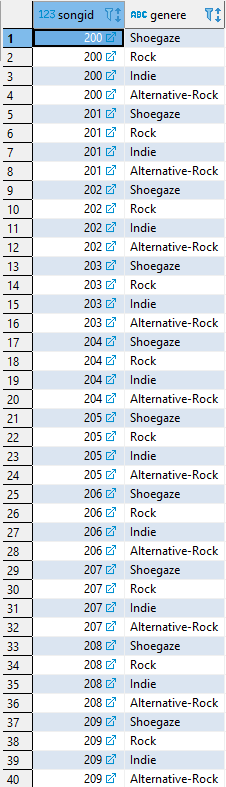 123 songid ABC genere
1 200 Shoegaze
2 200 Rock
3 200 Indie
4 200 Alternative-Rock
5 201 Shoegaze
6 201 Rock
7 201 Indie
8 201 Alternative-Rock
9 202 Shoegaze
10 202 Rock
11 202 Indie
12 202 Alternative-Rock
13 203 Shoegaze
14 203 Rock
15 203 Indie
16 203 Alternative-Rock
17 204 Shoegaze
18 204 Rock
19 204 Indie
20 204 Alternative-Rock
21 205 Shoegaze
22 205 Rock
23 205 Indie
24 205 Alternative-Rock
25 206 Shoegaze
26 206 Rock
27 206 Indie
28 206 Alternative-Rock
29 207 Shoegaze
30 207 Rock
31 207 Indie
32 207 Alternative-Rock
33 208 Shoegaze
34 208 Rock
35 208 Indie
36 208 Alternative-Rock
37 209 Shoegaze
38 209 Rock
39 209 Indie
40 209 Alternative-Rock